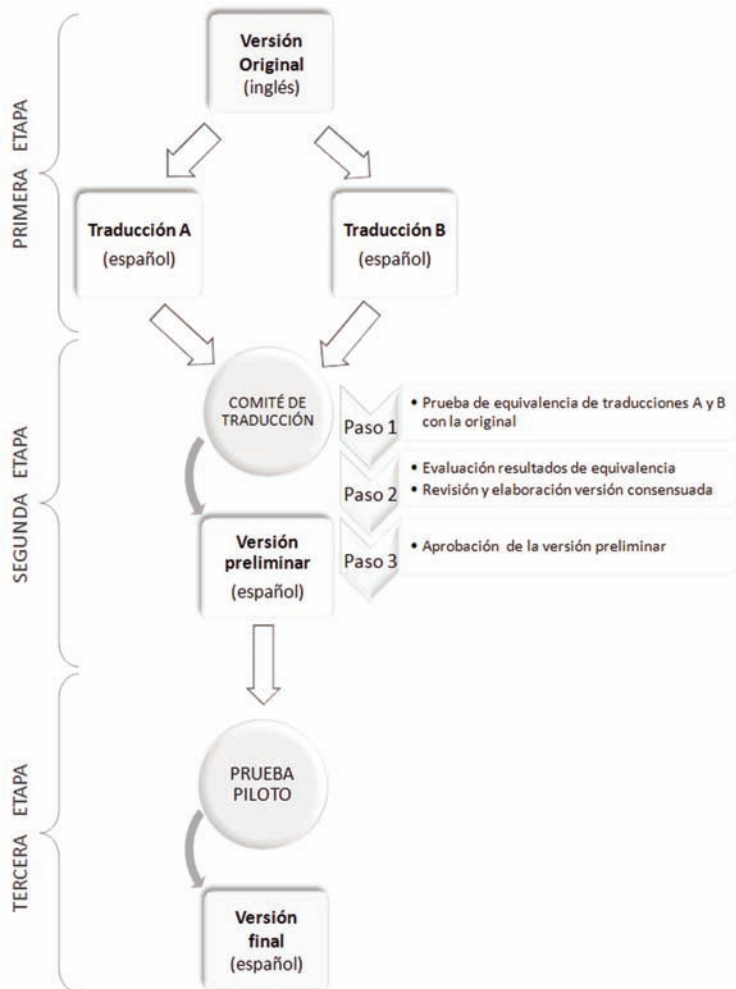 PRIMERA ETAPA
Versión
Original
(inglés)
Traducción A
(español)
Traducción B
(español)
SEGUNDA ETAPA
COMITÉ DE
TRADUCCIÓN
Paso 1
• Prueba de equivalencia de traducciones A y B
con la original
Paso 2
• Evaluación resultados de equivalencia
• Revisión y elaboración versión consensuada
Paso 3
• Aprobación de la versión preliminar
Versión
preliminar
(español)
TERCERA ETAPA
PRUEBA
PILOTO
Versión
final
(español)